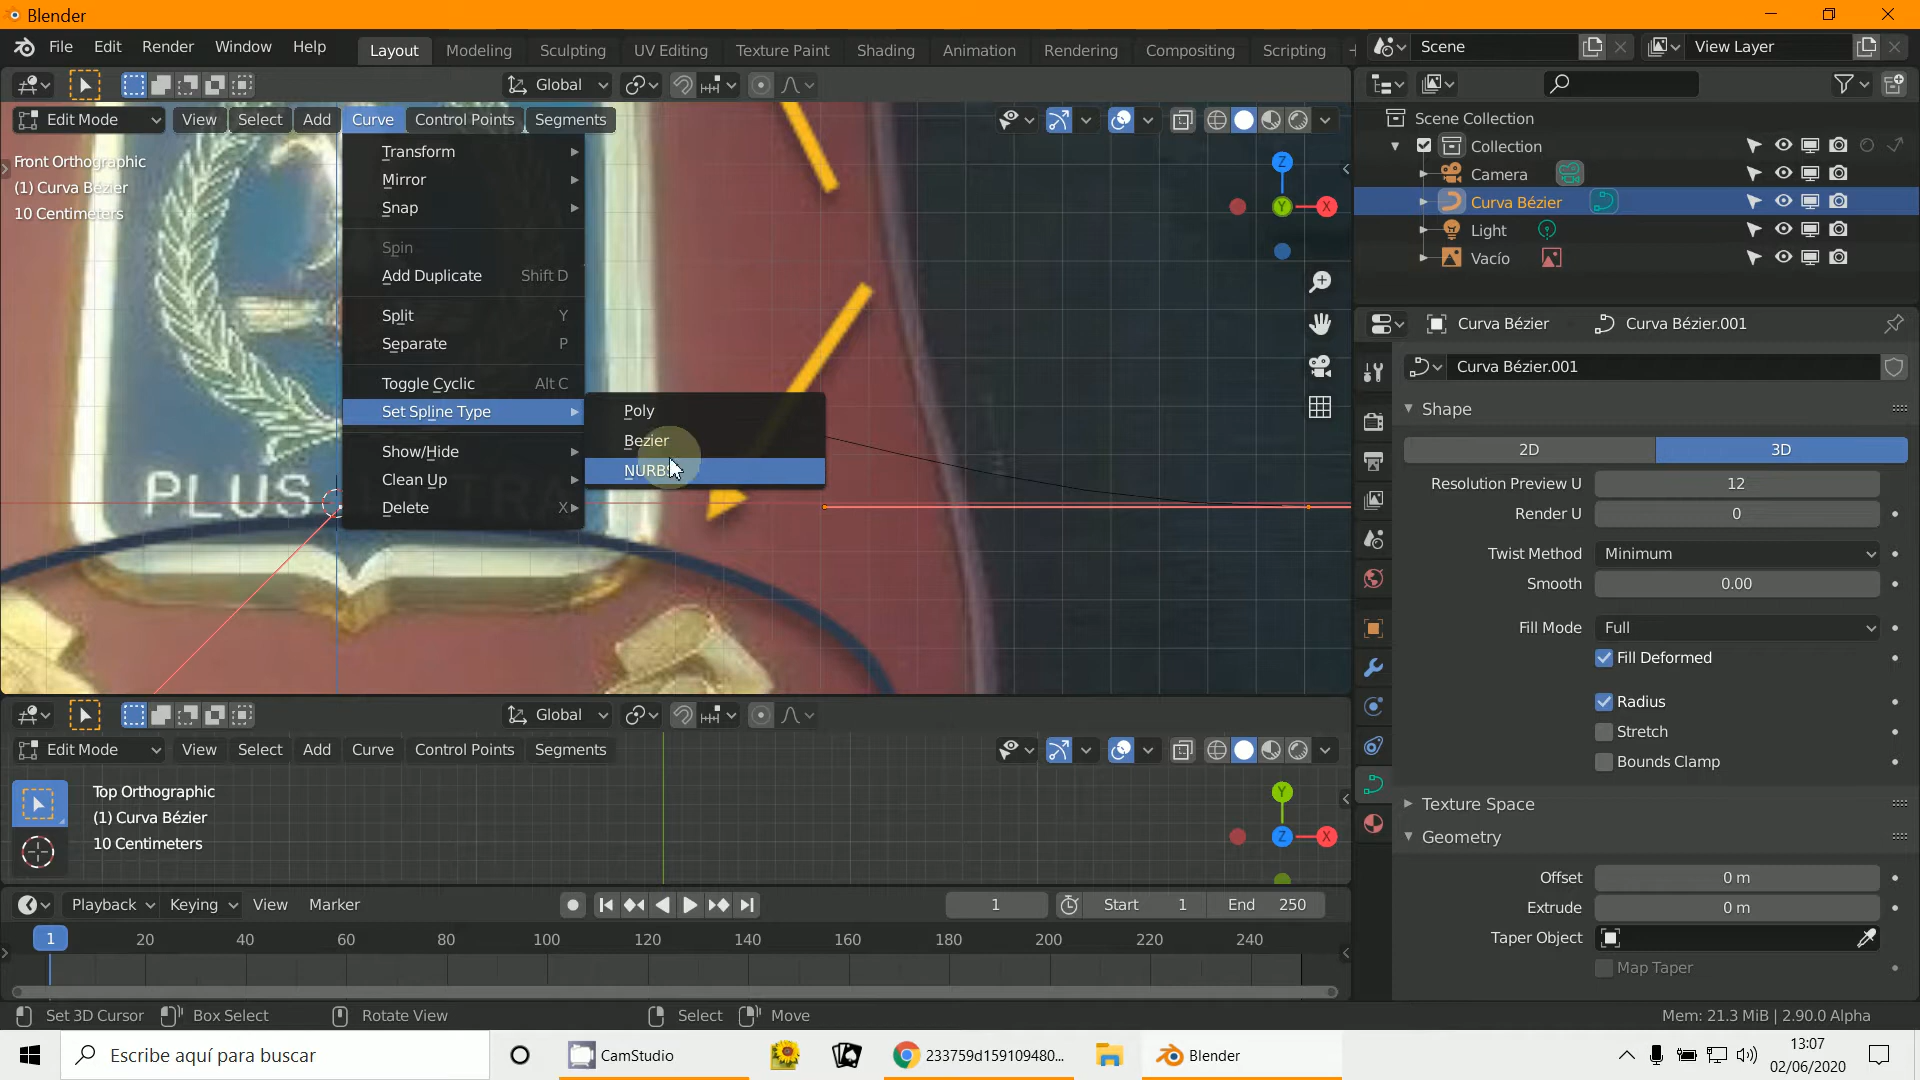 Blender
File Edit Render Window Help
Layout Modeling Sculpting UV Editing Texture Paint Shading Animation Rendering Compositing Scripting
Scene View Layer
Global
Edit Mode View Select Add Curve Control Points Segments
Front Orthographic
(1) Curva Bézier
10 Centimeters
Transform
Mirror
Snap
Spin
Add Duplicate Shift D
Split Y
Separate P
Toggle Cyclic Alt C
Set Spline Type
Show/Hide
Clean Up
Delete X
Poly
Bezier
NURBS
PLUS
Z
Y X
Scene Collection
Collection
Camera
Curva Bézier
Light
Vacío
Curva Bézier Curva Bézier.001
Curva Bézier.001
Shape
2D 3D
Resolution Preview U 12
Render U 0
Twist Method Minimum
Smooth 0.00
Fill Mode Full
Fill Deformed
Radius
Stretch
Bounds Clamp
Texture Space
Geometry
Offset 0 m
Extrude 0 m
Taper Object
Map Taper
Global
Edit Mode View Select Add Curve Control Points Segments
Top Orthographic
(1) Curva Bézier
10 Centimeters
Y
Z X
Playback Keying View Marker 1 Start 1 End 250
1 20 40 60 80 100 120 140 160 180 200 220 240
Set 3D Cursor Box Select Rotate View Select Move Mem: 21.3 MiB | 2.90.0 Alpha
Escribe aquí para buscar CamStudio 233759d159109480... Blender 13:07
02/06/2020